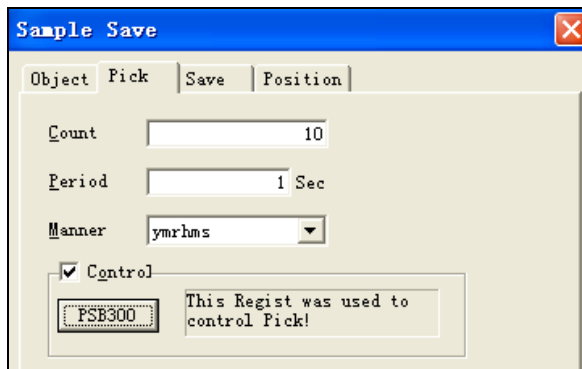 Sample Save
Object Pick Save Position
Count 10
Period 1 Sec
Manner ymrhms
Control
PSB300 This Regist was used to
control Pick!